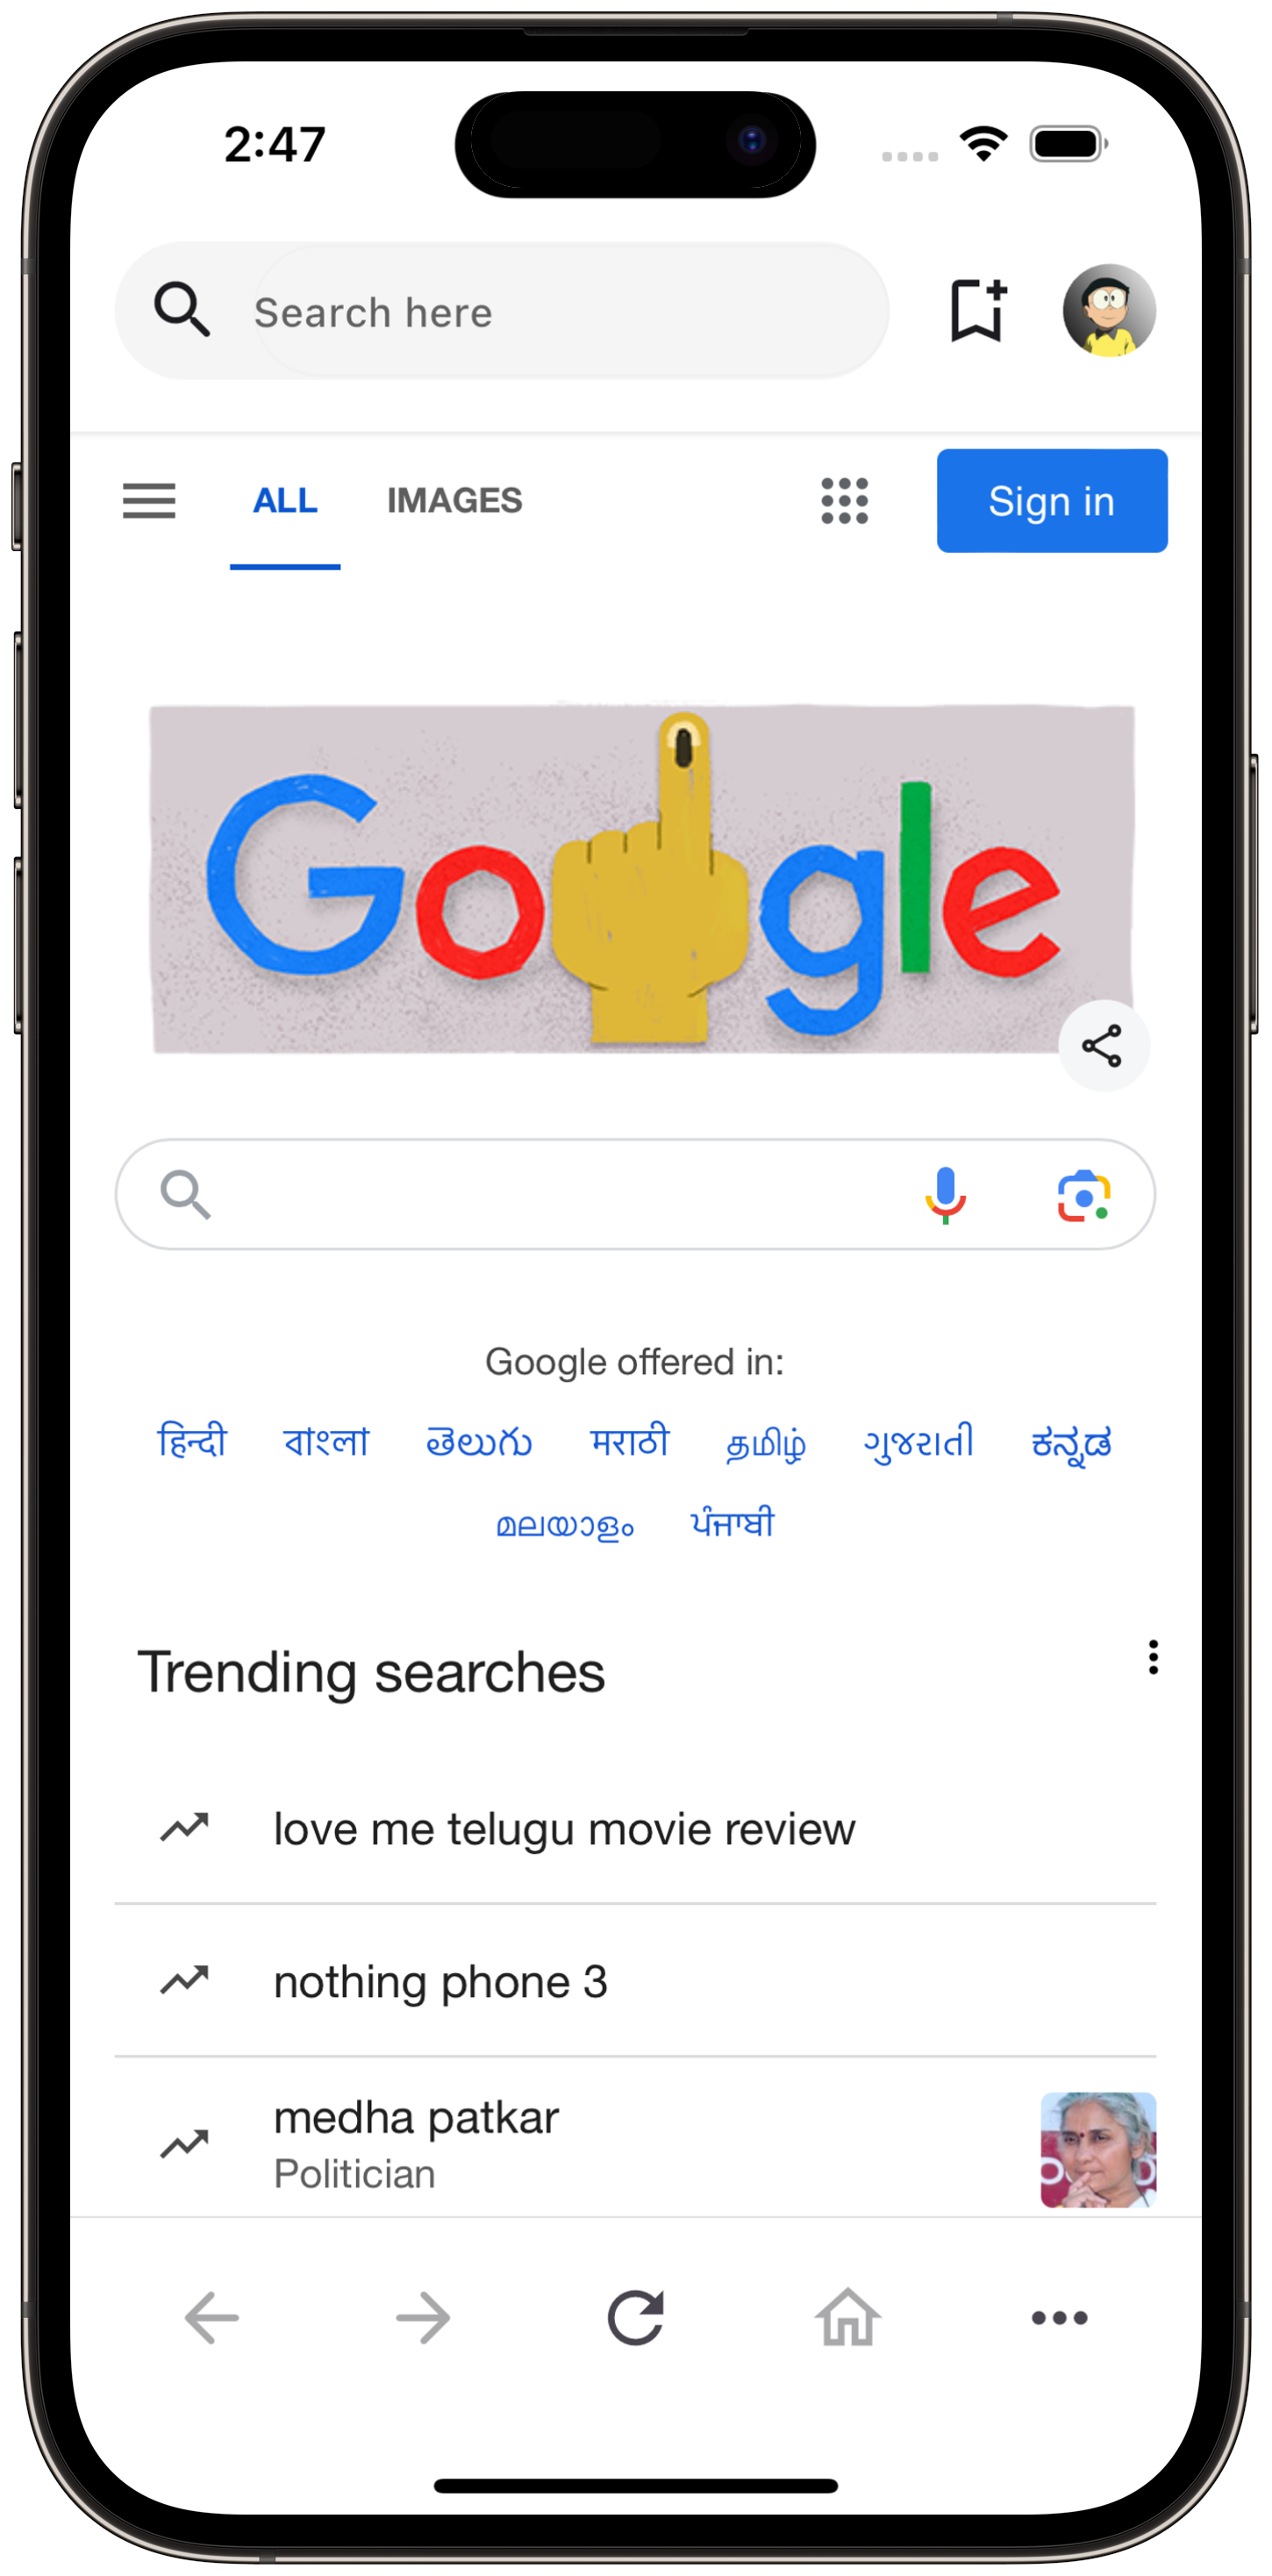 2:47
Search here
ALL IMAGES Sign in
Google
Google offered in:
हिन्दी বাংলা తెలుగు मराठी தமிழ் ગુજરાતી ಕನ್ನಡ
മലയാളം ਪੰਜਾਬੀ
Trending searches
love me telugu movie review
nothing phone 3
medha patkar
Politician